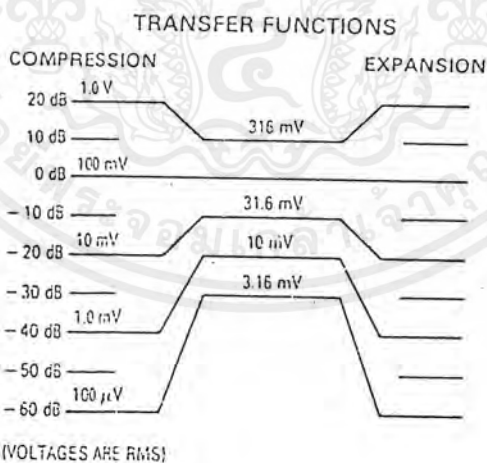 TRANSFER FUNCTIONS
COMPRESSION
EXPANSION
20 dB 1.0 V
10 dB
316 mV
0 dB 100 mV
- 10 dB
31.6 mV
- 20 dB 10 mV
10 mV
- 30 dB
3.16 mV
- 40 dB 1.0 mV
- 50 dB
- 60 dB 100 μV
(VOLTAGES ARE RMS)